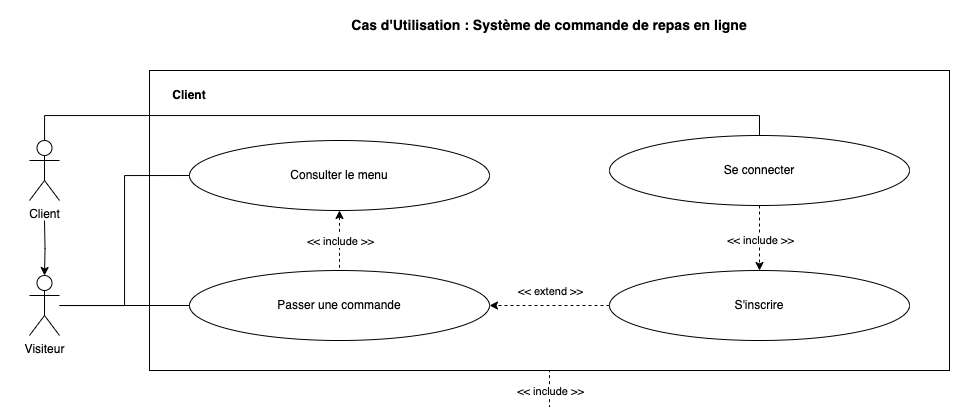 Cas d'Utilisation : Système de commande de repas en ligne
Client
Consulter le menu
Se connecter
Client
<< include >>
<< include >>
Passer une commande
<< extend >>
S'inscrire
Visiteur
<< include >>